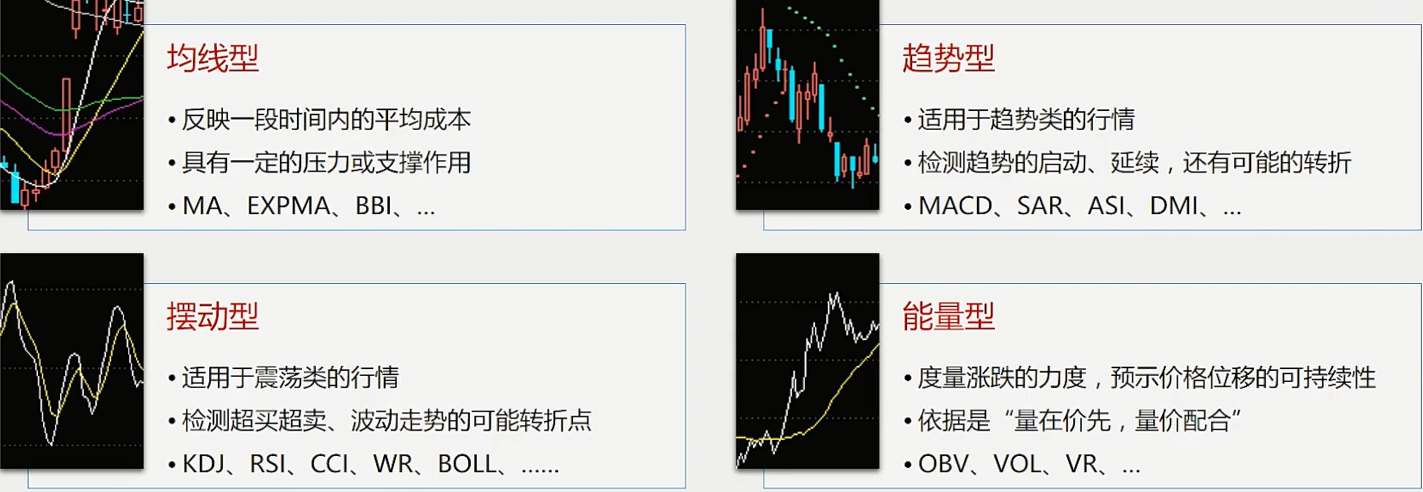 均线型
• 反映一段时间内的平均成本
• 具有一定的压力或支撑作用
• MA、EXPMA、BBI、...
趋势型
• 适用于趋势类的行情
• 检测趋势的启动、延续，还有可能的转折
• MACD、SAR、ASI、DMI、...
摆动型
• 适用于震荡类的行情
• 检测超买超卖、波动走势的可能转折点
• KDJ、RSI、CCI、WR、BOLL、......
能量型
• 度量涨跌的力度，预示价格位移的可持续性
• 依据是“量在价先，量价配合”
• OBV、VOL、VR、...